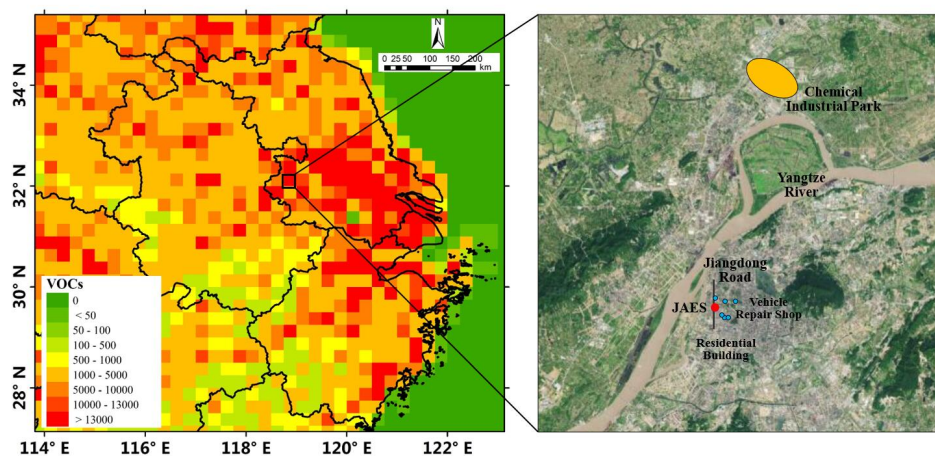 N
0 25 50 100 150 200
km
34° N
32° N
30° N
28° N
VOCs
0
< 50
50 - 100
100 - 500
500 - 1000
1000 - 5000
5000 - 10000
10000 - 13000
> 13000
114° E
116° E
118° E
120° E
122° E
Chemical
Industrial Park
Yangtze
River
Jiangdong
Road
JAES
Vehicle
Repair Shop
Residential
Building